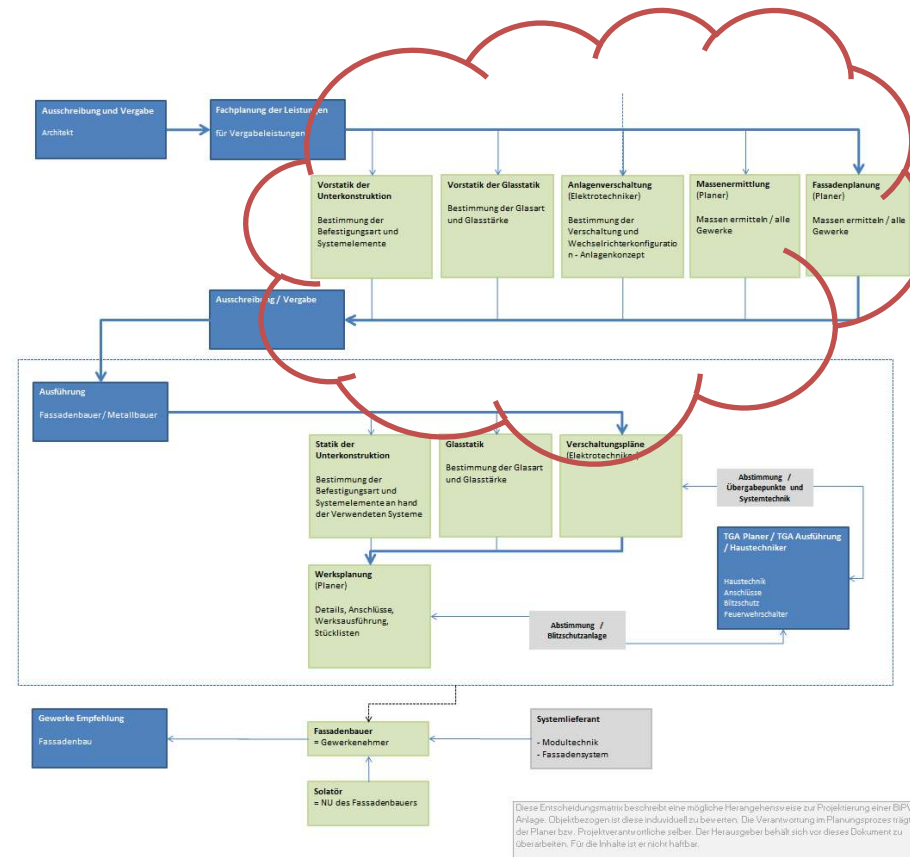 Ausschreibung und Vergabe
Architekt
Fachplanung der Leistungen
für Vergabeleistungen
Vorstatik der
Unterkonstruktion
Bestimmung der
Befestigungsart und
Systemelemente
Vorstatik der Glasstatik
Bestimmung der Glasart
und Glasstärke
Anlagenverschaltung
(Elektrotechniker)
Bestimmung der
Verschaltung und
Wechselrichterkonfiguratio
n - Anlagenkonzept
Massenermittlung
(Planer)
Massen ermitteln / alle
Gewerke
Fassadenplanung
(Planer)
Massen ermitteln / alle
Gewerke
Ausschreibung / Vergabe
Ausführung
Fassadenbauer / Metallbauer
Statik der
Unterkonstruktion
Bestimmung der
Befestigungsart und
Systemelemente an hand
der Verwendeten Systeme
Glasstatik
Bestimmung der Glasart
und Glasstärke
Verschaltungspläne
(Elektrotechniker)
Abstimmung /
Übergabepunkte und
Systemtechnik
TGA Planer / TGA Ausführung
/ Haustechniker
Haustechnik
Anschlüsse
Blitzschutz
Feuerwehrschalter
Werksplanung
(Planer)
Details, Anschlüsse,
Werksausführung,
Stücklisten
Abstimmung /
Blitzschutzanlage
Gewerke Empfehlung
Fassadenbau
Fassadenbauer
= Gewerkenehmer
Systemlieferant
- Modultechnik
- Fassadensystem
Solatör
= NU des Fassadenbauers
Diese Entscheidungsmatrix beschreibt eine mögliche Herangehensweise zur Projektierung einer BIPV
Anlage. Objektbezogen ist diese induviduell zu bewerten. Die Verantwortung im Planungsprozes trägt
der Planer bzw. Projektverantwortliche selber. Der Herausgeber behält sich vor dieses Dokument zu
überarbeiten. Für die Inhalte ist er nicht haftbar.